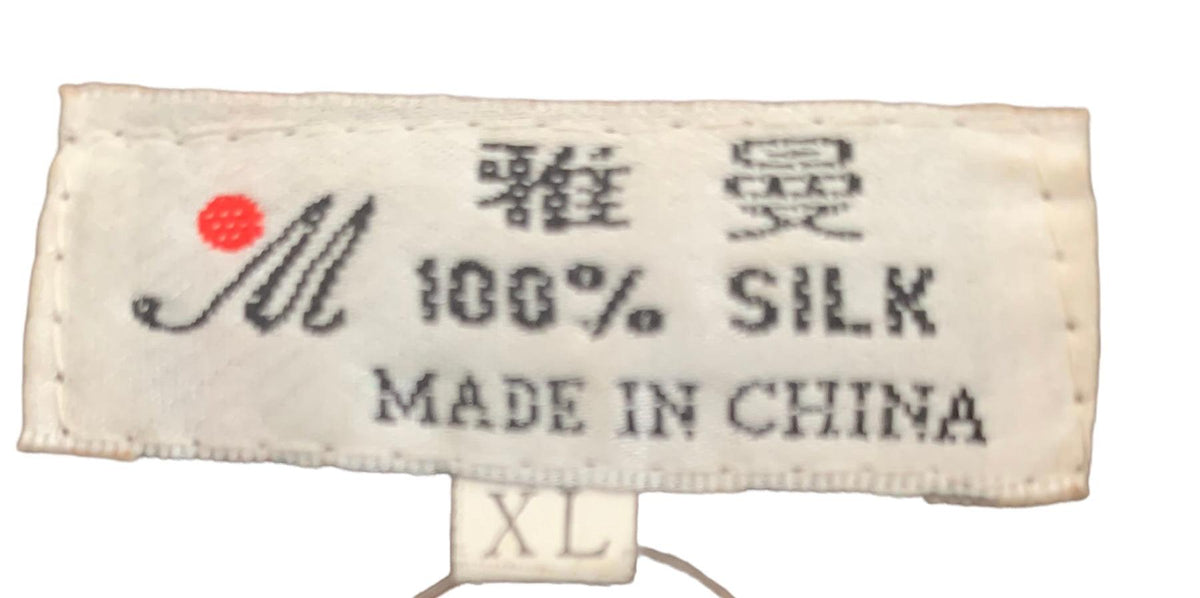 雅 曼
M 100% SILK
MADE IN CHINA
XL